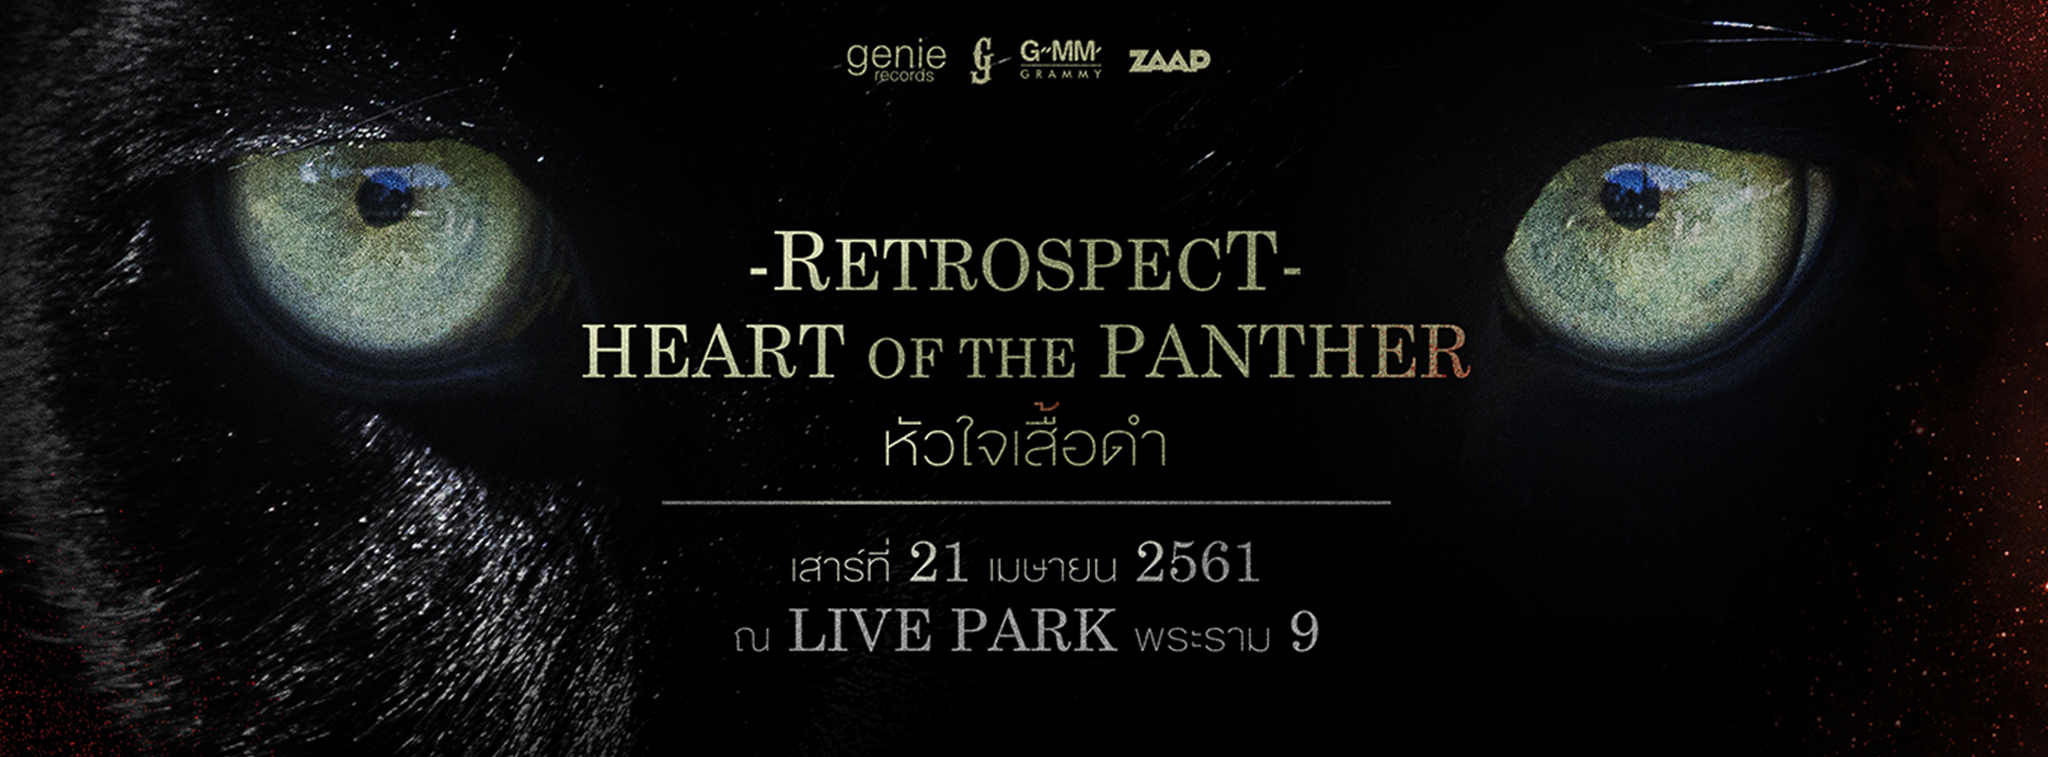 genie records G GMM GRAMMY ZAAP
-RETROSPECT-
HEART OF THE PANTHER
หัวใจเสื้อดำ
เสาร์ที่ 21 เมษายน 2561
ณ LIVE PARK พระราม 9